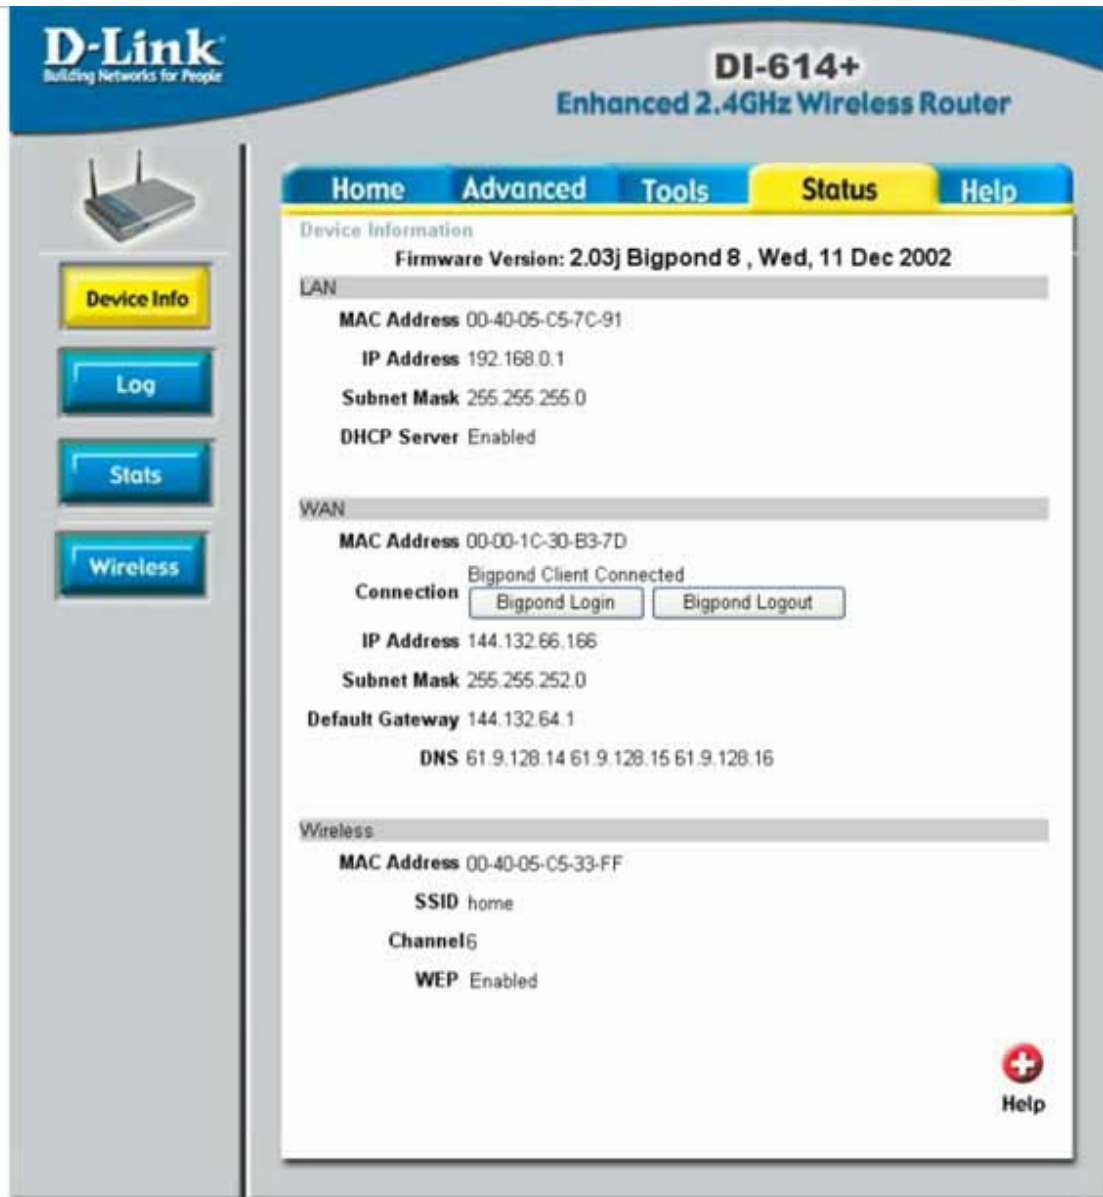 D-Link
Building Networks for People
DI-614+
Enhanced 2.4GHz Wireless Router
Home Advanced Tools Status Help
Device Info
Log
Stats
Wireless
Device Information
Firmware Version: 2.03j Bigpond 8 , Wed, 11 Dec 2002
LAN
MAC Address 00-40-05-C5-7C-91
IP Address 192.168.0.1
Subnet Mask 255.255.255.0
DHCP Server Enabled
WAN
MAC Address 00-00-1C-30-B3-7D
Connection Bigpond Client Connected
Bigpond Login Bigpond Logout
IP Address 144.132.66.166
Subnet Mask 255.255.252.0
Default Gateway 144.132.64.1
DNS 61.9.128.14 61.9.128.15 61.9.128.16
Wireless
MAC Address 00-40-05-C5-33-FF
SSID home
Channel 6
WEP Enabled
Help